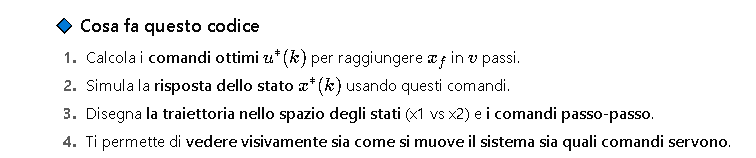 Cosa fa questo codice
1. Calcola i comandi ottimi u*(k) per raggiungere x_f in v passi.
2. Simula la risposta dello stato x*(k) usando questi comandi.
3. Disegna la traiettoria nello spazio degli stati (x1 vs x2) e i comandi passo-passo.
4. Ti permette di vedere visivamente sia come si muove il sistema sia quali comandi servono.